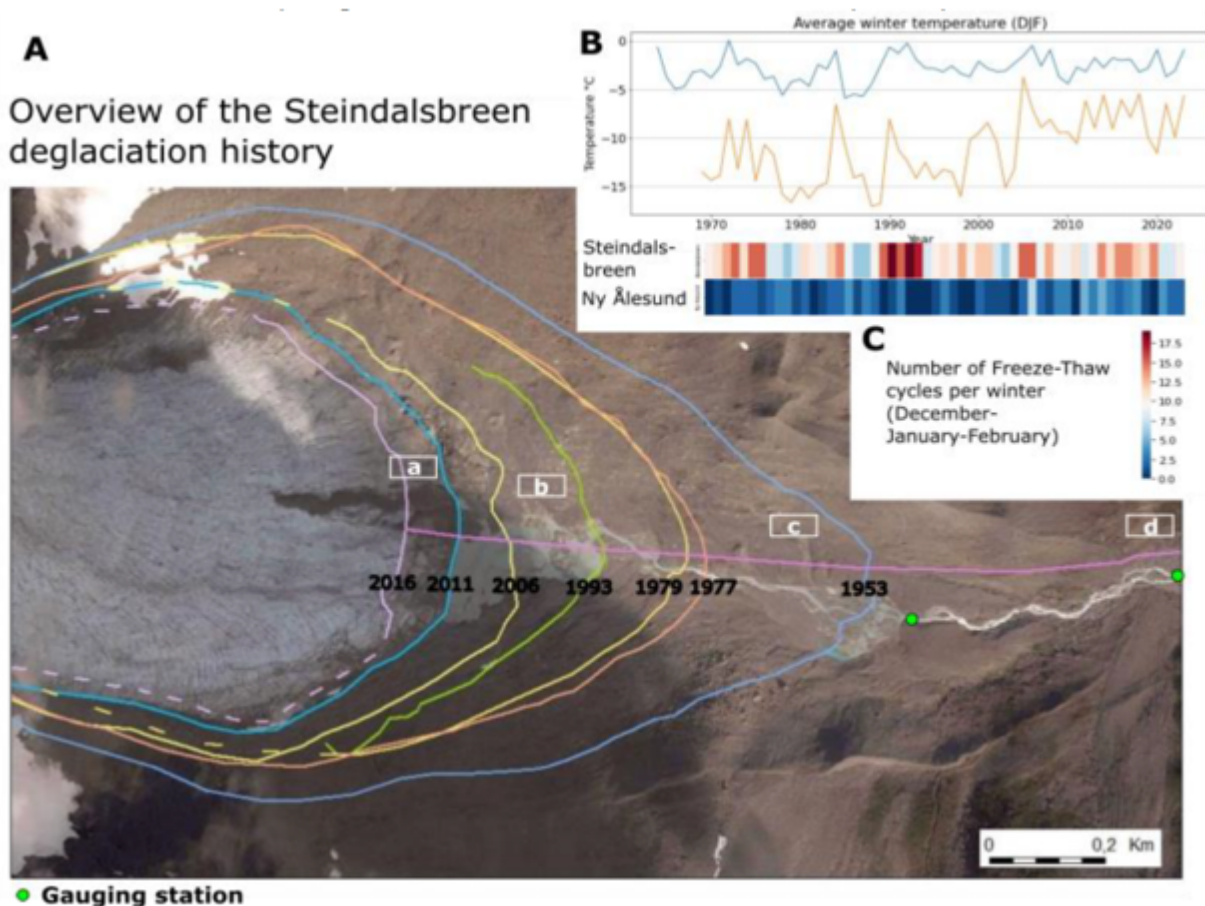 A
Overview of the Steindalsbreen
deglaciation history
B
Average winter temperature (DJF)
Temperature °C
0
−5
−10
−15
1970
1980
1990
2000
2010
2020
Year
Steindals-
breen
Ny Ålesund
C
Number of Freeze-Thaw
cycles per winter
(December-
January-February)
17.5
15.0
12.5
10.0
7.5
5.0
2.5
0.0
a
b
c
d
2016
2011
2006
1993
1979
1977
1953
0
0,2 Km
Gauging station